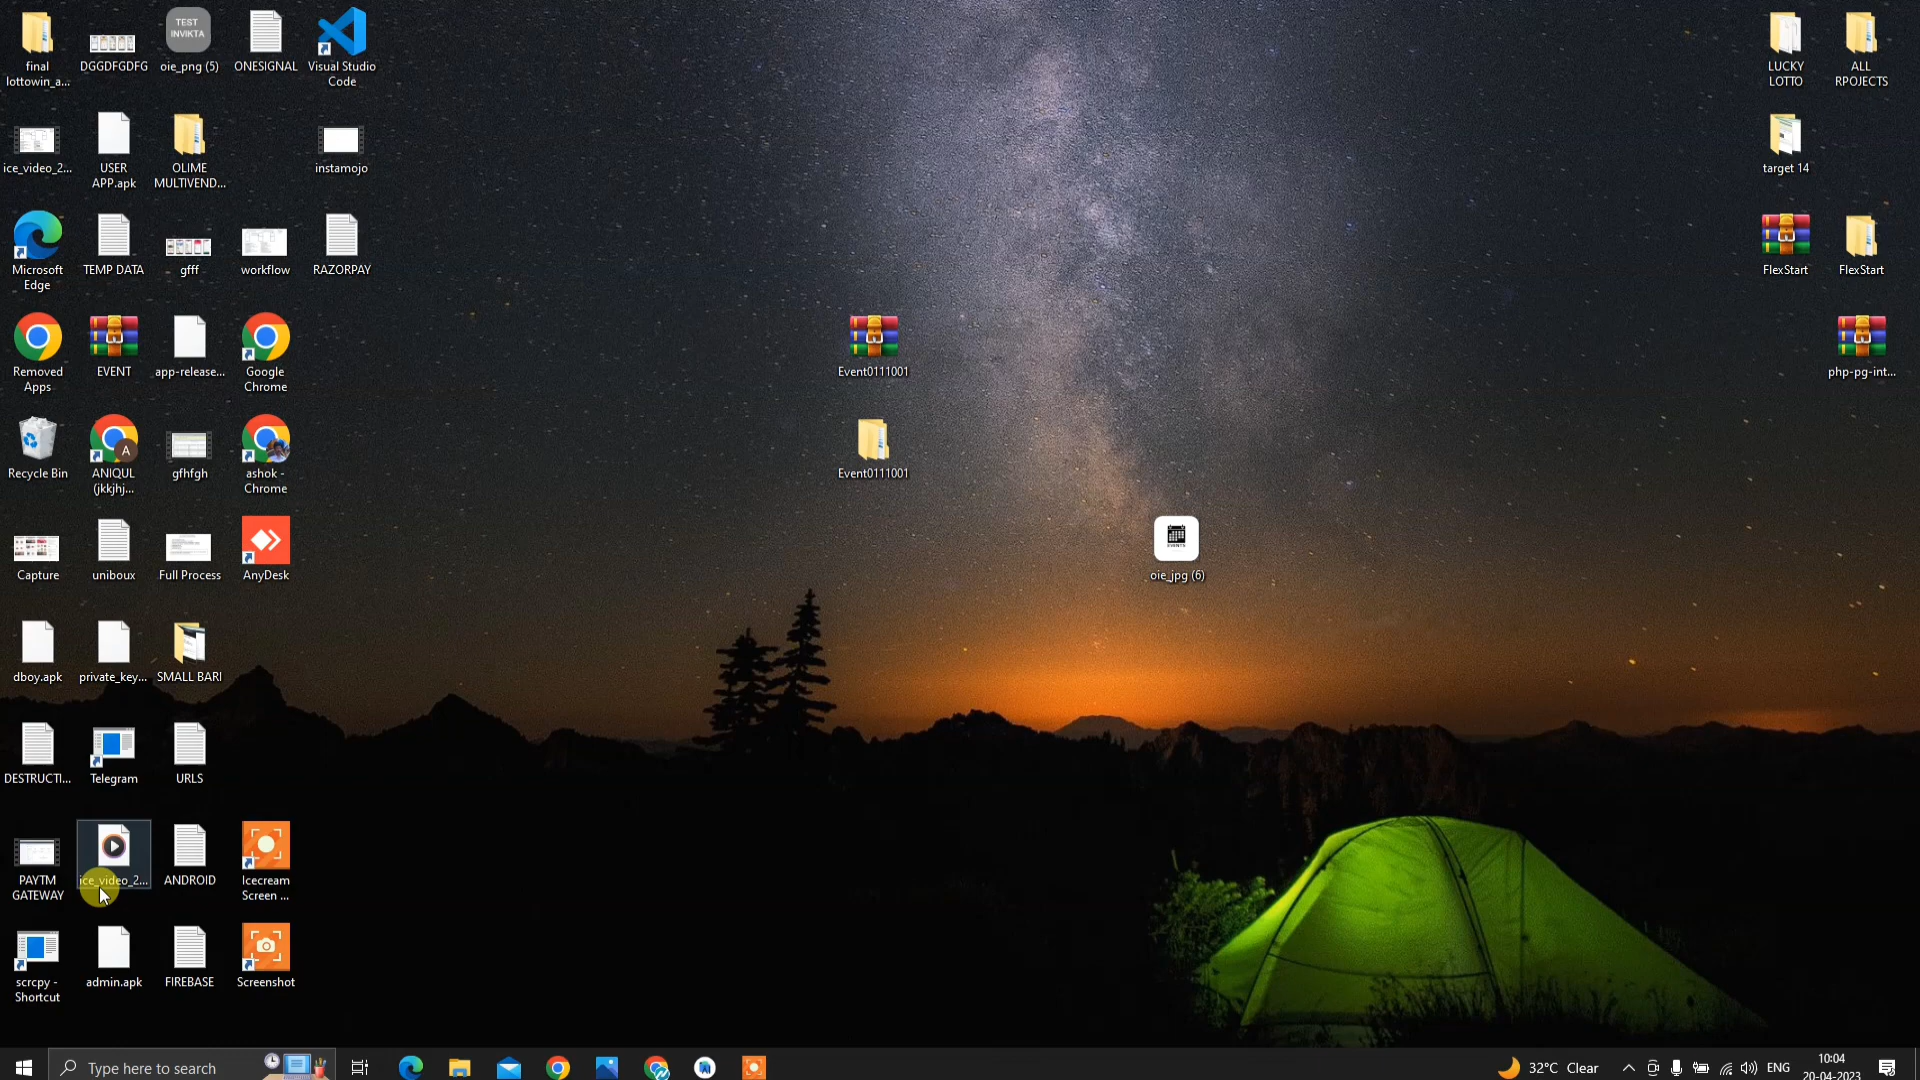 final
lottowin_a...
DGGDFGDFG
TEST
INVIKTA
oie_png (5)
ONESIGNAL
Visual Studio
Code
LUCKY
LOTTO
ALL
RPOJECTS
ice_video_2...
USER
APP.apk
OLIME
MULTIVEND...
instamojo
target 14
Microsoft
Edge
TEMP DATA
gfff
workflow
RAZORPAY
FlexStart
FlexStart
Removed
Apps
EVENT
app-release...
Google
Chrome
Event0111001
php-pg-int...
Recycle Bin
A
ANIQUL
(jkkjhj...
gfhfgh
ashok -
Chrome
Event0111001
Capture
uniboux
Full Process
AnyDesk
EVENTS
oie_jpg (6)
dboy.apk
private_key...
SMALL BARI
DESTRUCTI...
Telegram
URLS
PAYTM
GATEWAY
ice_video_2...
ANDROID
Icecream
Screen ...
scrcpy -
Shortcut
admin.apk
FIREBASE
Screenshot
Type here to search
32°C Clear
ENG
10:04
20-04-2023